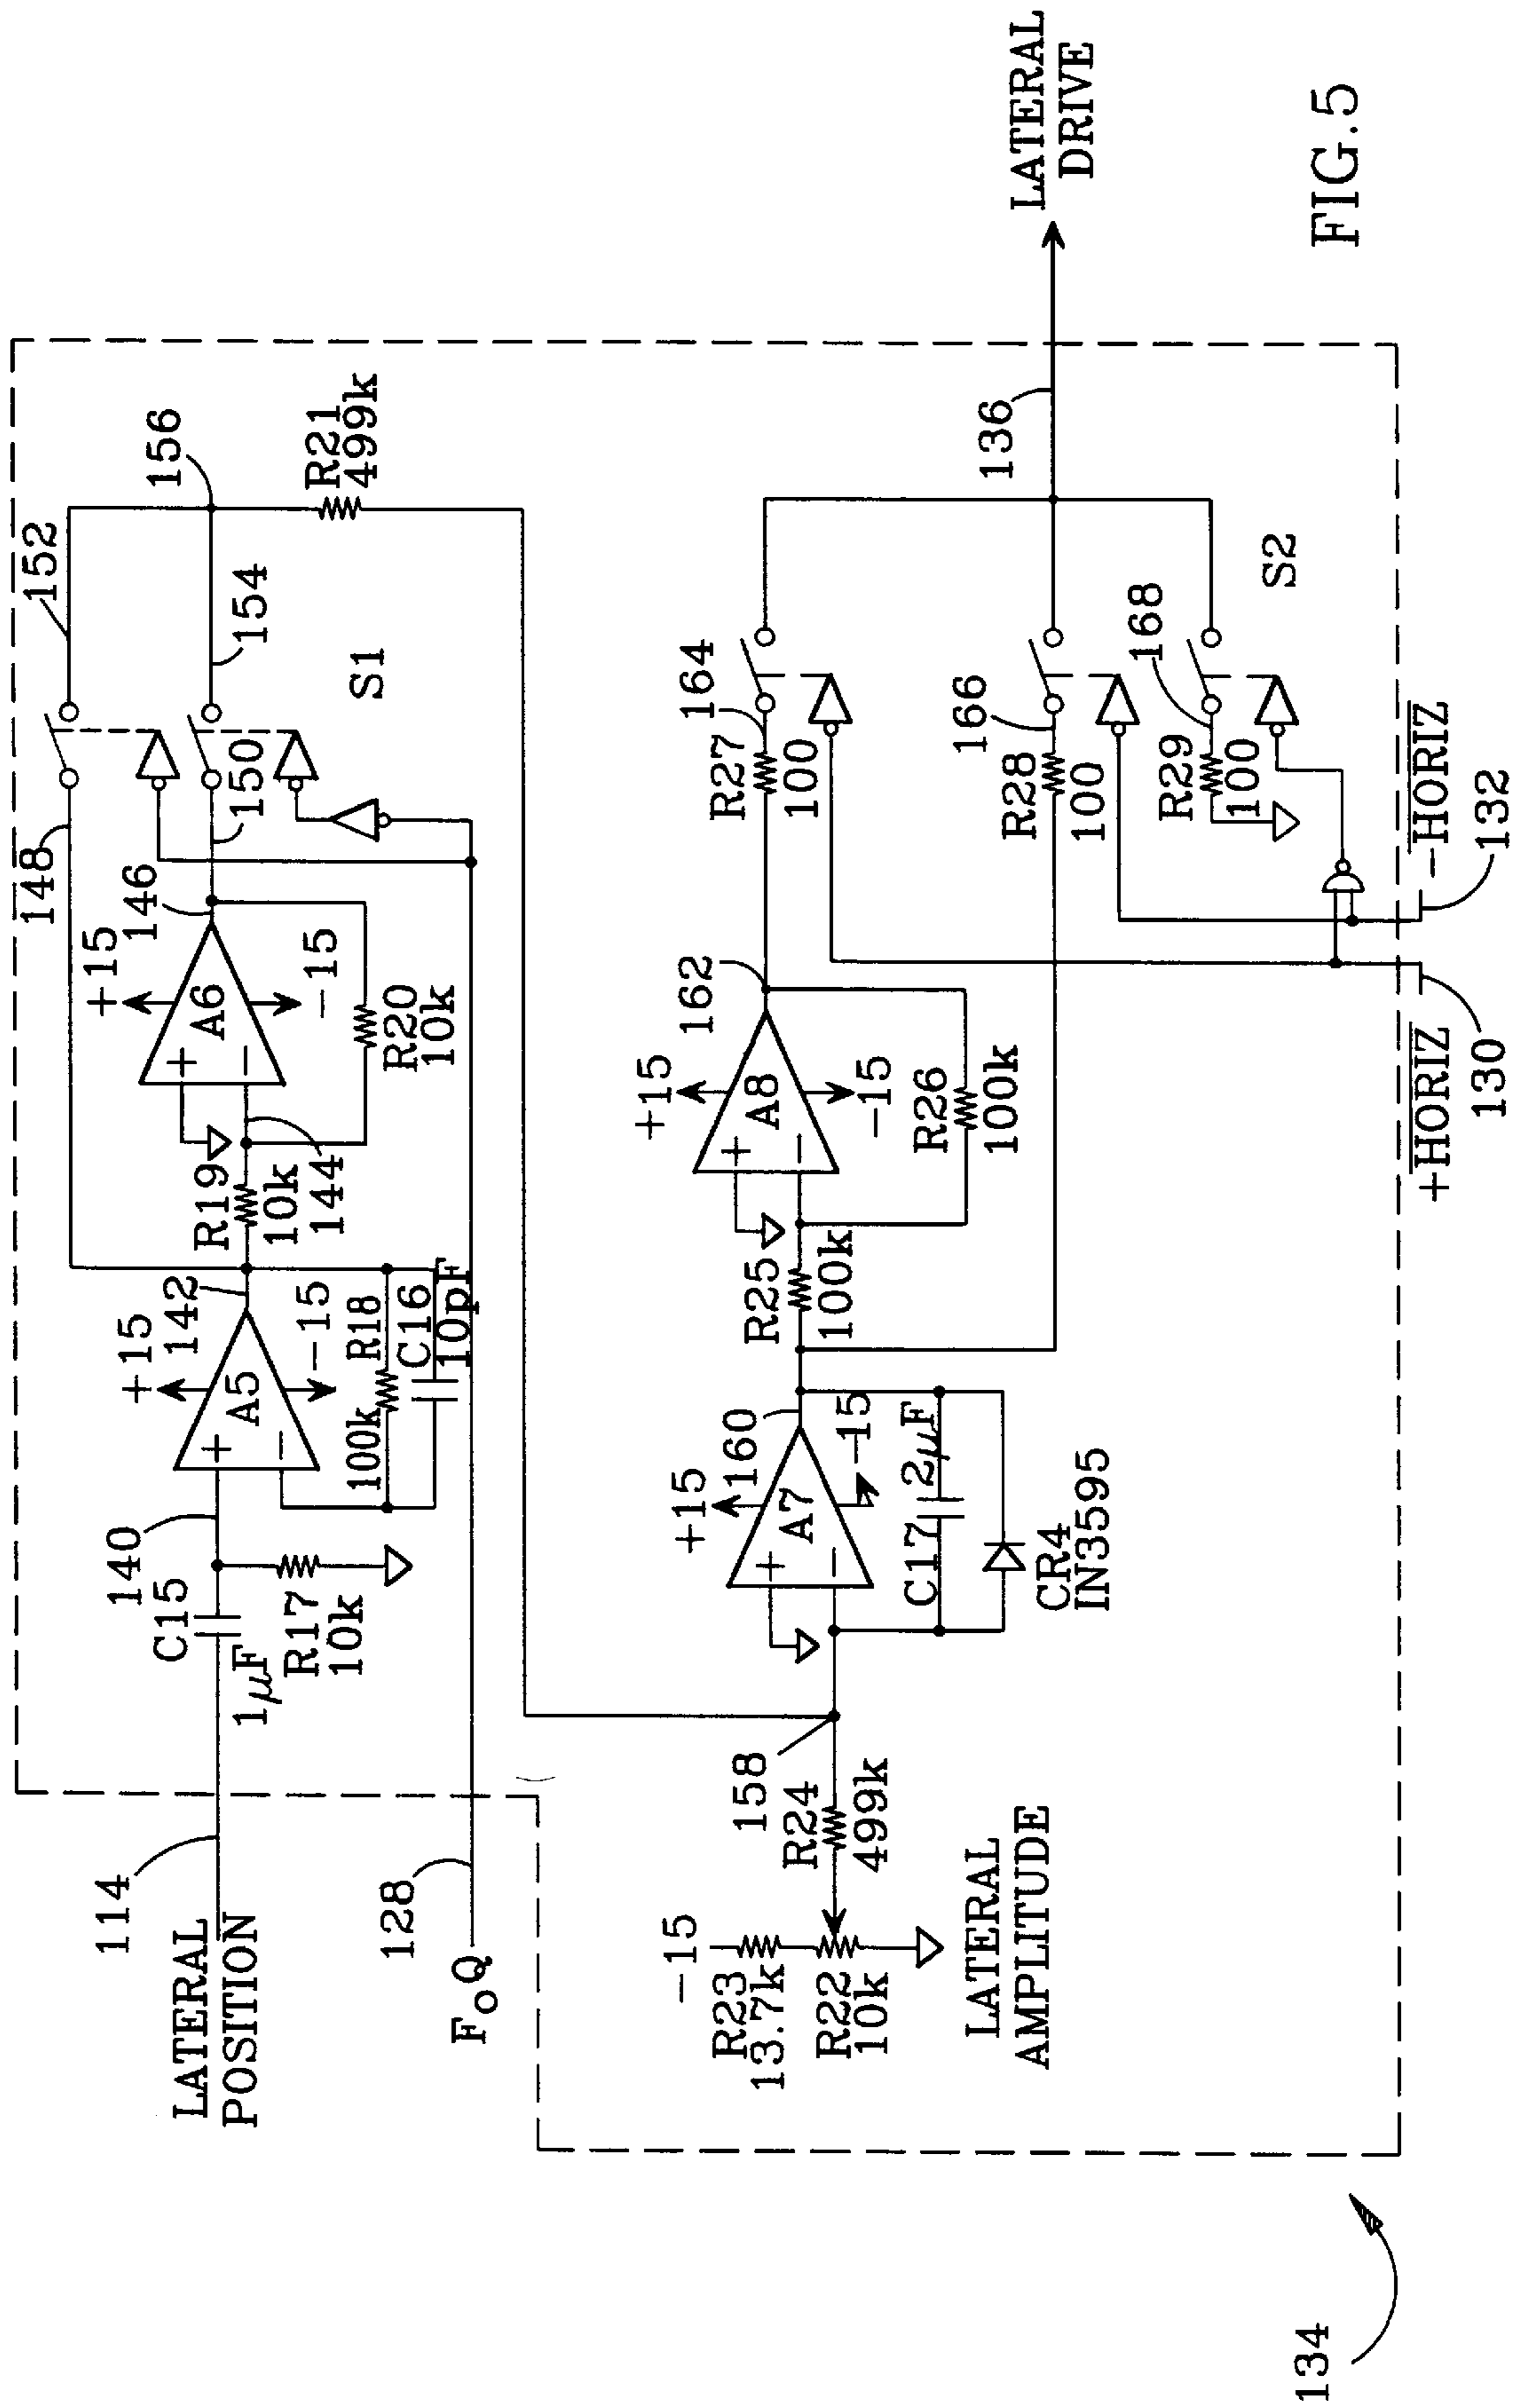 LATERAL
POSITION
114
C15
1μF
140
R17
10k
A5
+
−
+15
−15
142
R18
100k
C16
10pF
R19
10k
144
A6
+
−
+15
−15
146
R20
10k
148
150
152
154
156
S1
R21
499k
FoQ
128
−15
R23
13.7k
R22
10k
LATERAL
AMPLITUDE
R24
499k
158
A7
+
−
+15
−15
160
C17
2μF
CR4
IN3595
R25
100k
A8
+
−
+15
−15
162
R26
100k
R27
100
164
R28
100
166
R29
100
168
S2
136
LATERAL
DRIVE
+HORIZ
130
−HORIZ
132
134
FIG.5